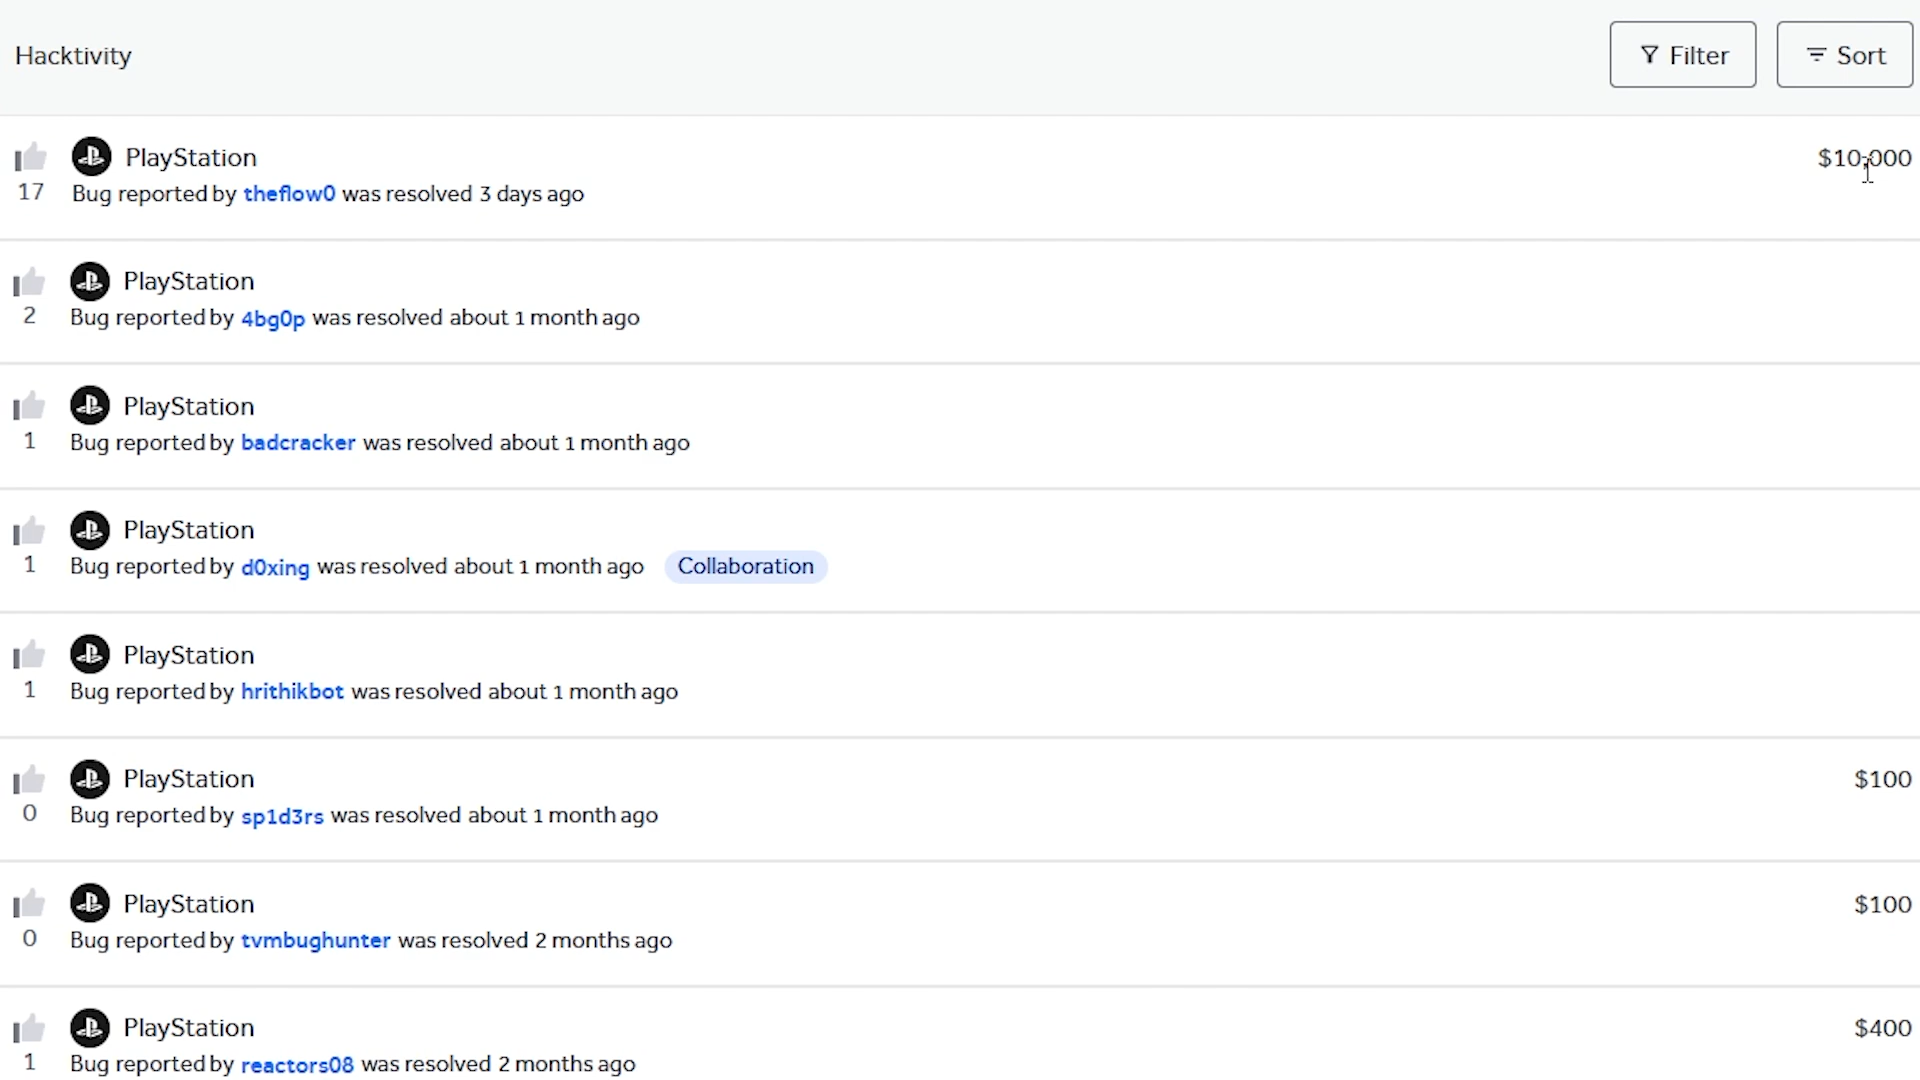 Hacktivity
Filter
Sort
PlayStation
$10,000
17
Bug reported by theflow0 was resolved 3 days ago
PlayStation
2
Bug reported by 4bg0p was resolved about 1 month ago
PlayStation
1
Bug reported by badcracker was resolved about 1 month ago
PlayStation
1
Bug reported by d0xing was resolved about 1 month ago
Collaboration
PlayStation
1
Bug reported by hrithikbot was resolved about 1 month ago
PlayStation
$100
0
Bug reported by sp1d3rs was resolved about 1 month ago
PlayStation
$100
0
Bug reported by tvmbughunter was resolved 2 months ago
PlayStation
$400
1
Bug reported by reactors08 was resolved 2 months ago